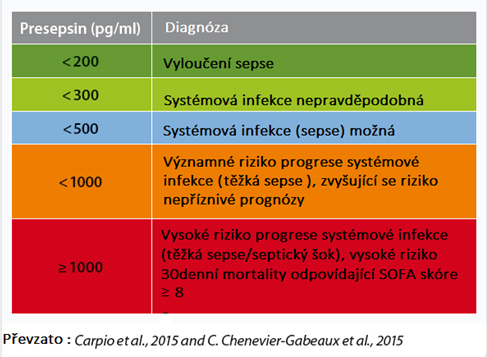 Presepsin (pg/ml) Diagnóza
<200 Vyloučení sepse
<300 Systémová infekce nepravděpodobná
<500 Systémová infekce (sepse) možná
<1000 Významné riziko progrese systémové
infekce (těžká sepse ), zvyšující se riziko
nepříznivé prognózy
≥1000 Vysoké riziko progrese systémové infekce
(těžká sepse/septický šok), vysoké riziko
30denní mortality odpovídající SOFA skóre
≥ 8
Převzato : Carpio et al., 2015 and C. Chenevier-Gabeaux et al., 2015